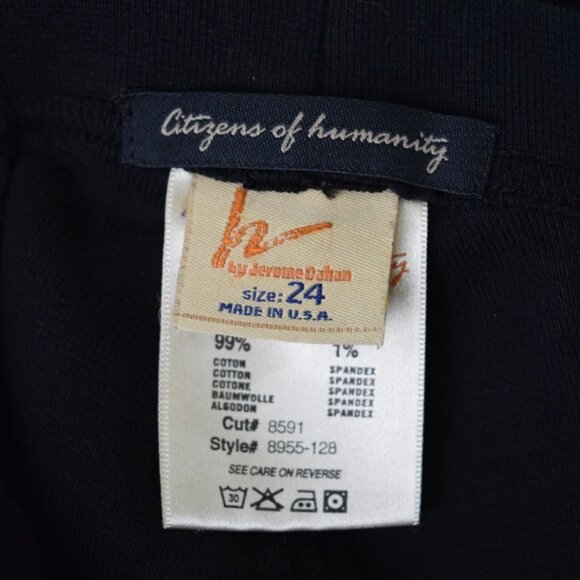 Citizens of humanity
by Jerome Dahan
size: 24
MADE IN U.S.A.
99% 1%
COTON SPANDEX
COTTON SPANDEX
COTONE SPANDEX
BAUMWOLLE SPANDEX
ALGODON SPANDEX
Cut# 8591
Style# 8955-128
SEE CARE ON REVERSE
30